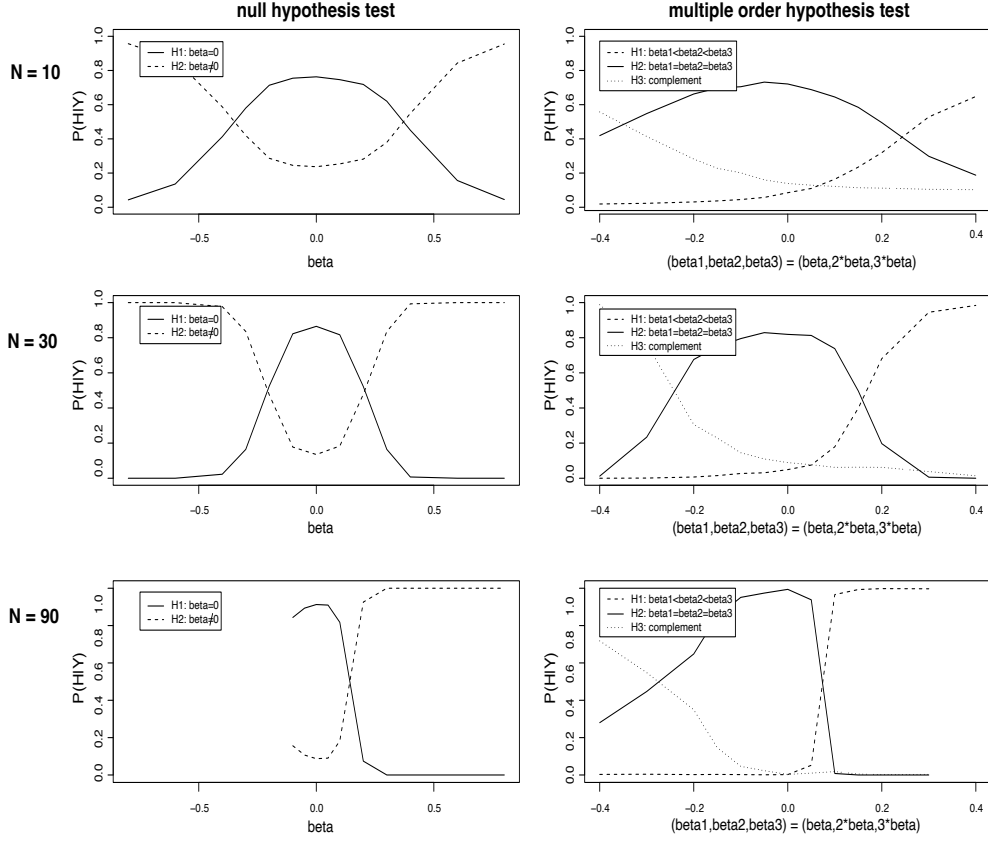 null hypothesis test
multiple order hypothesis test
N = 10
P(H|Y)
0.0 0.2 0.4 0.6 0.8 1.0
H1: beta=0
H2: beta≠0
−0.5 0.0 0.5
beta
P(H|Y)
0.0 0.2 0.4 0.6 0.8 1.0
H1: beta1<beta2<beta3
H2: beta1=beta2=beta3
H3: complement
−0.4 −0.2 0.0 0.2 0.4
(beta1,beta2,beta3) = (beta,2*beta,3*beta)
N = 30
P(H|Y)
0.0 0.2 0.4 0.6 0.8 1.0
H1: beta=0
H2: beta≠0
−0.5 0.0 0.5
beta
P(H|Y)
0.0 0.2 0.4 0.6 0.8 1.0
H1: beta1<beta2<beta3
H2: beta1=beta2=beta3
H3: complement
−0.4 −0.2 0.0 0.2 0.4
(beta1,beta2,beta3) = (beta,2*beta,3*beta)
N = 90
P(H|Y)
0.0 0.2 0.4 0.6 0.8 1.0
H1: beta=0
H2: beta≠0
−0.5 0.0 0.5
beta
P(H|Y)
0.0 0.2 0.4 0.6 0.8 1.0
H1: beta1<beta2<beta3
H2: beta1=beta2=beta3
H3: complement
−0.4 −0.2 0.0 0.2 0.4
(beta1,beta2,beta3) = (beta,2*beta,3*beta)